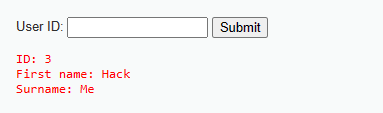 User ID: Submit
ID: 3
First name: Hack
Surname: Me